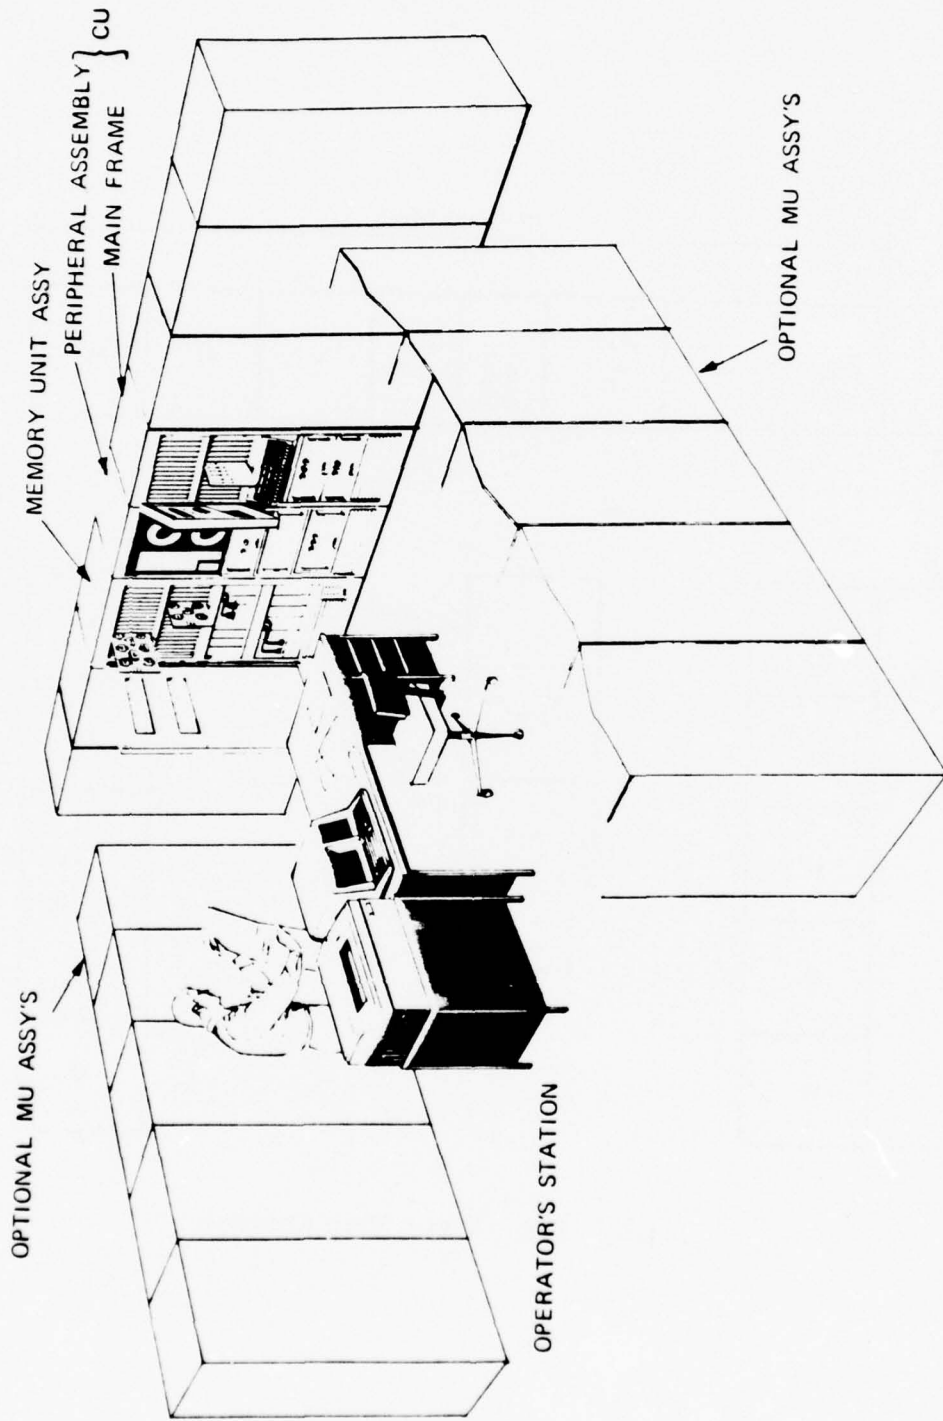 OPTIONAL MU ASSY'S
MEMORY UNIT ASSY
PERIPHERAL ASSEMBLY
MAIN FRAME
CU
OPERATOR'S STATION
OPTIONAL MU ASSY'S